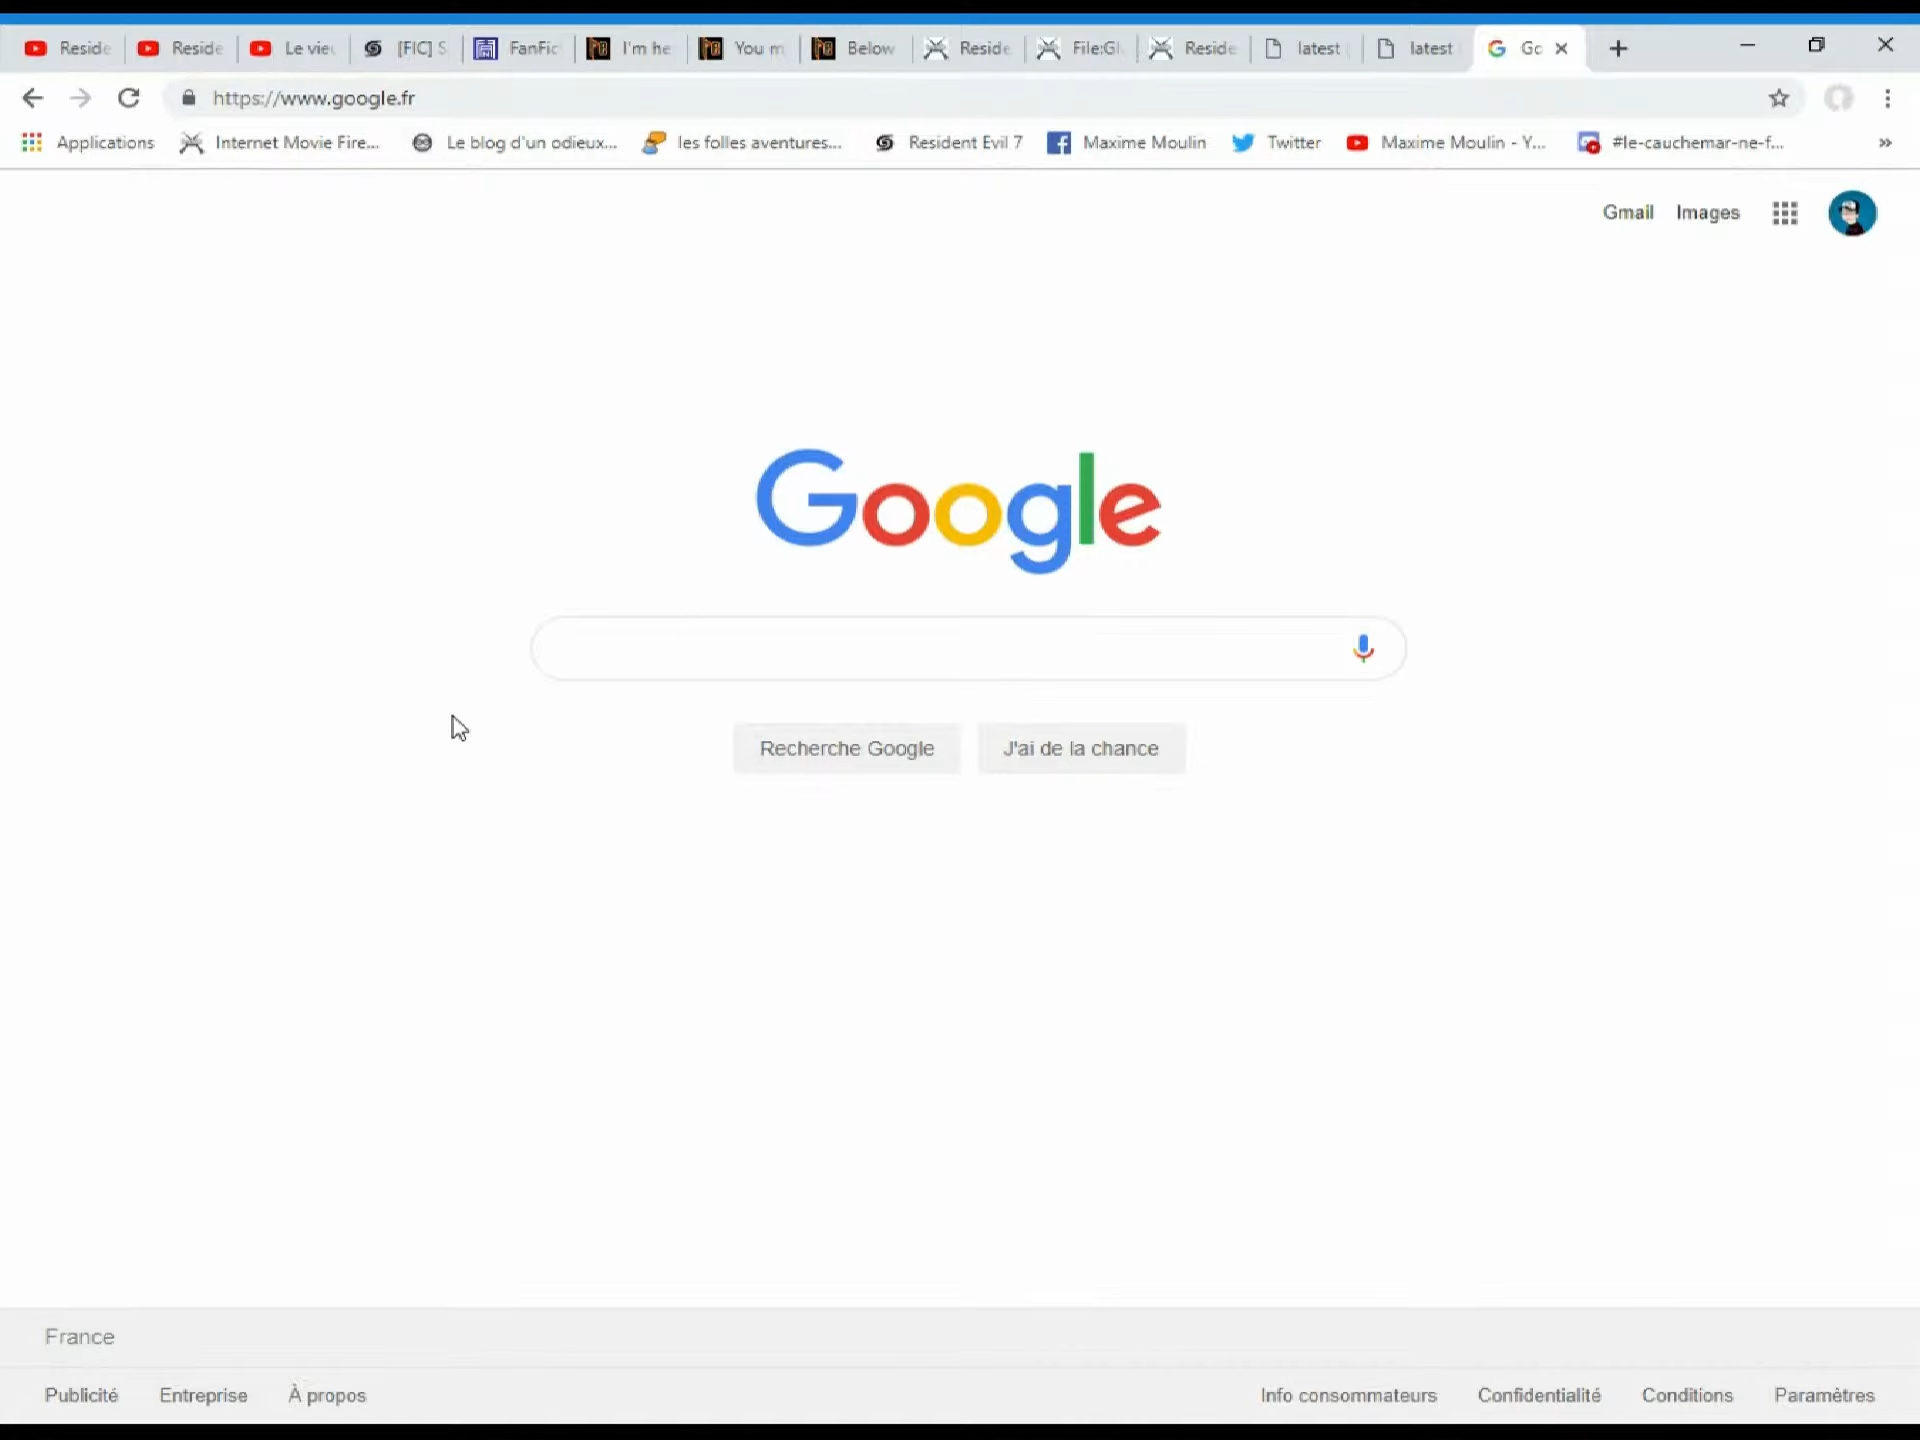 Reside
Reside
Le vie
[FIC] S
FanFic
I'm he
You m
Below
Reside
File:Gl
Reside
latest
latest
Go
https://www.google.fr
Applications
Internet Movie Fire...
Le blog d'un odieux...
les folles aventures...
Resident Evil 7
Maxime Moulin
Twitter
Maxime Moulin - Y...
#le-cauchemar-ne-f...
Gmail
Images
Google
Recherche Google
J'ai de la chance
France
Publicité
Entreprise
À propos
Info consommateurs
Confidentialité
Conditions
Paramètres